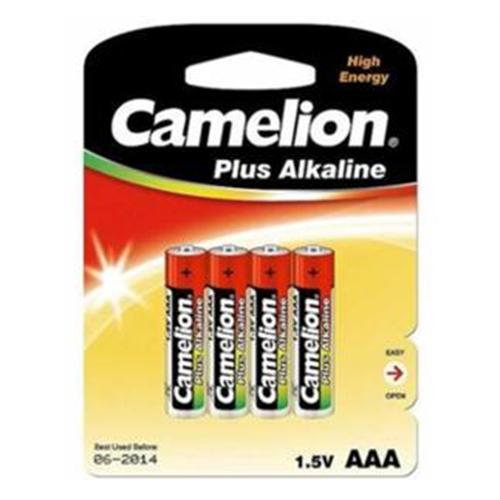 High
Energy
Camelion®
Plus Alkaline
+ + + +
Camelion
Plus Alkaline
Camelion
Plus Alkaline
Camelion
Plus Alkaline
Camelion
Plus Alkaline
EASY
OPEN
Best Used Before:
06-2014
1.5V AAA